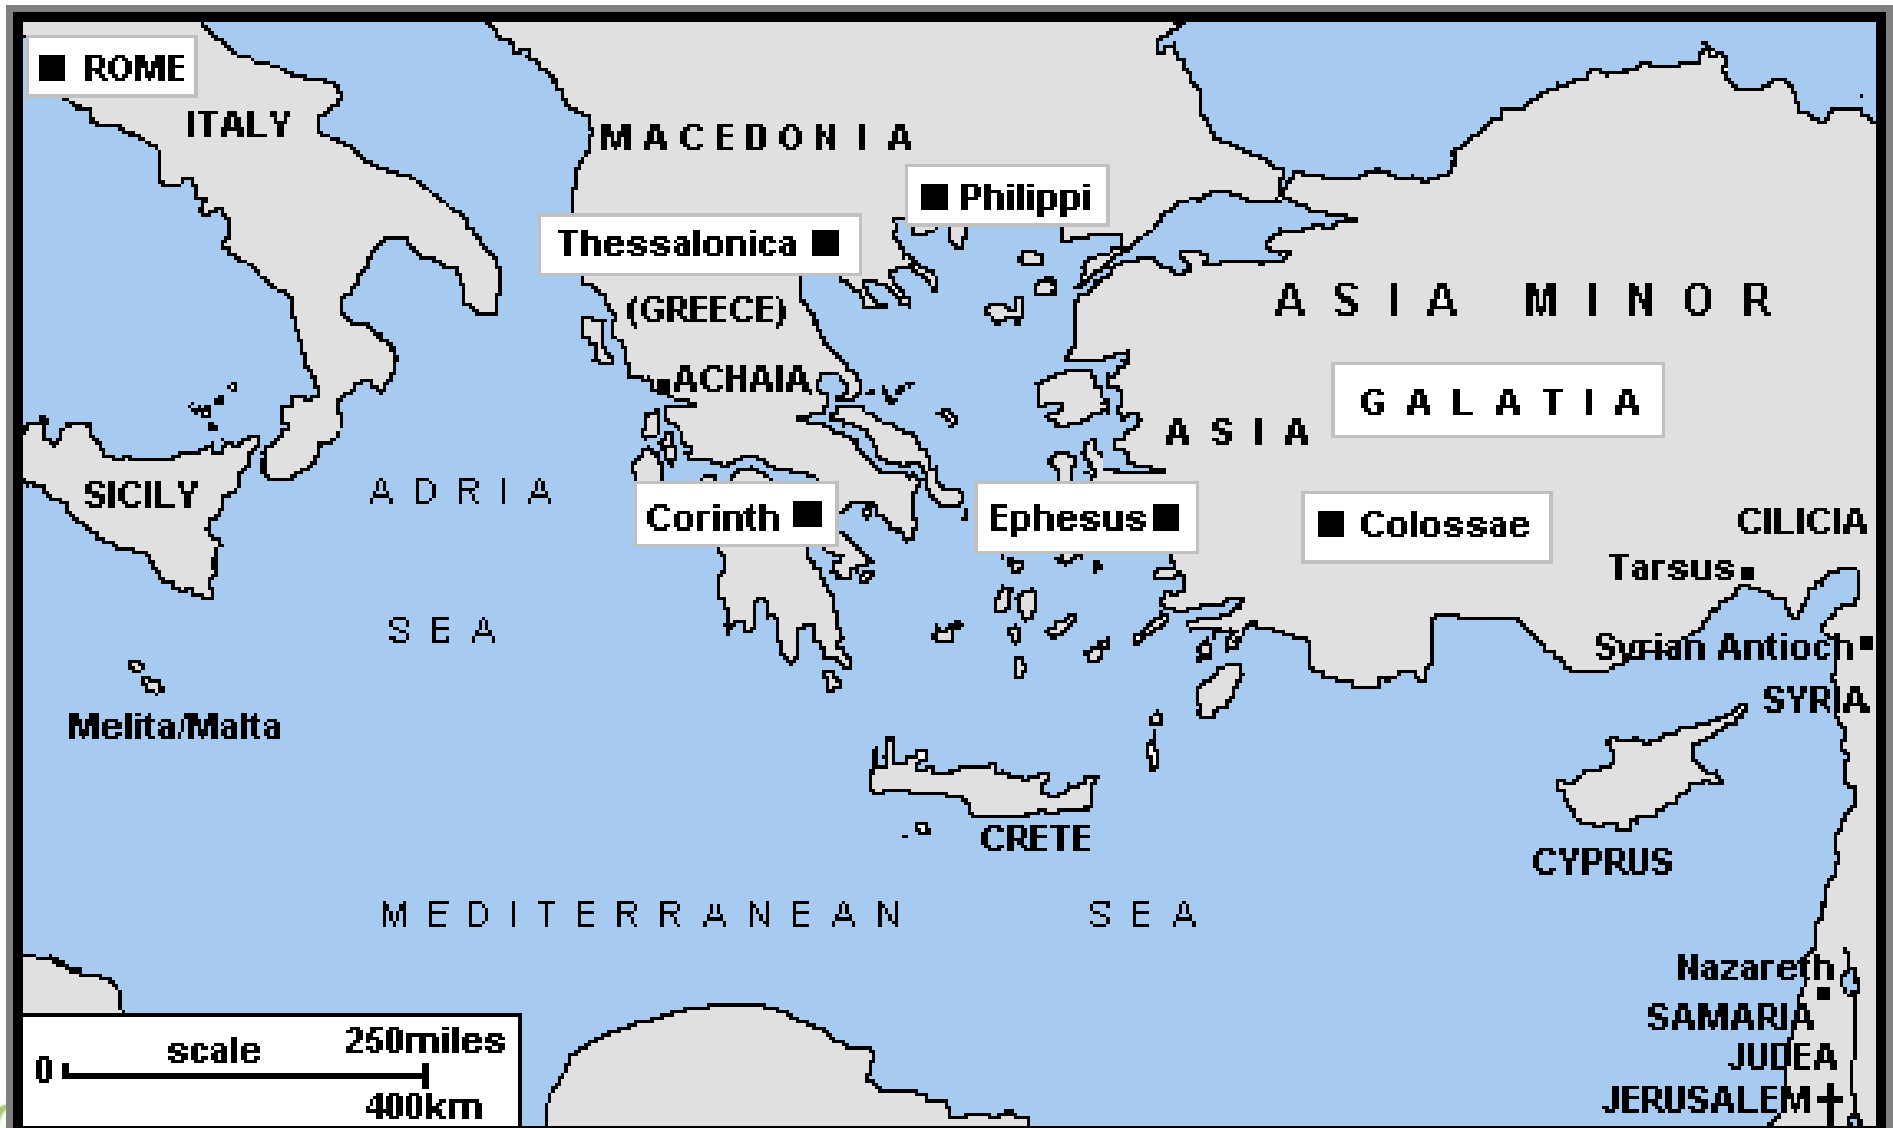 ROME
ITALY
MACEDONIA
Philippi
Thessalonica
(GREECE)
ASIA MINOR
ACHAIA
GALATIA
ASIA
SICILY
ADRIA
Corinth
Ephesus
Colossae
CILICIA
Tarsus
SEA
Syrian Antioch
SYRIA
Melita/Malta
CRETE
CYPRUS
MEDITERRANEAN SEA
Nazareth
SAMARIA
JUDEA
JERUSALEM
scale 250miles
0
400km